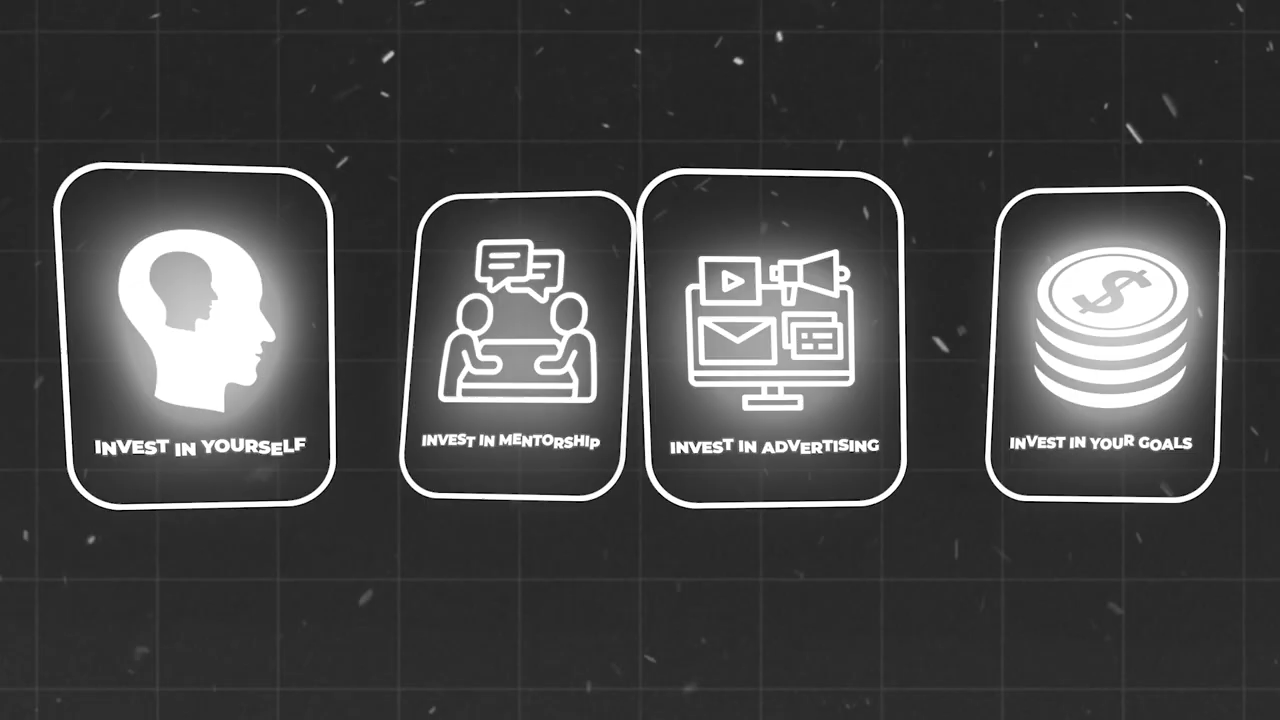 INVEST IN YOURSELF
INVEST IN MENTORSHIP
INVEST IN ADVERTISING
INVEST IN YOUR GOALS